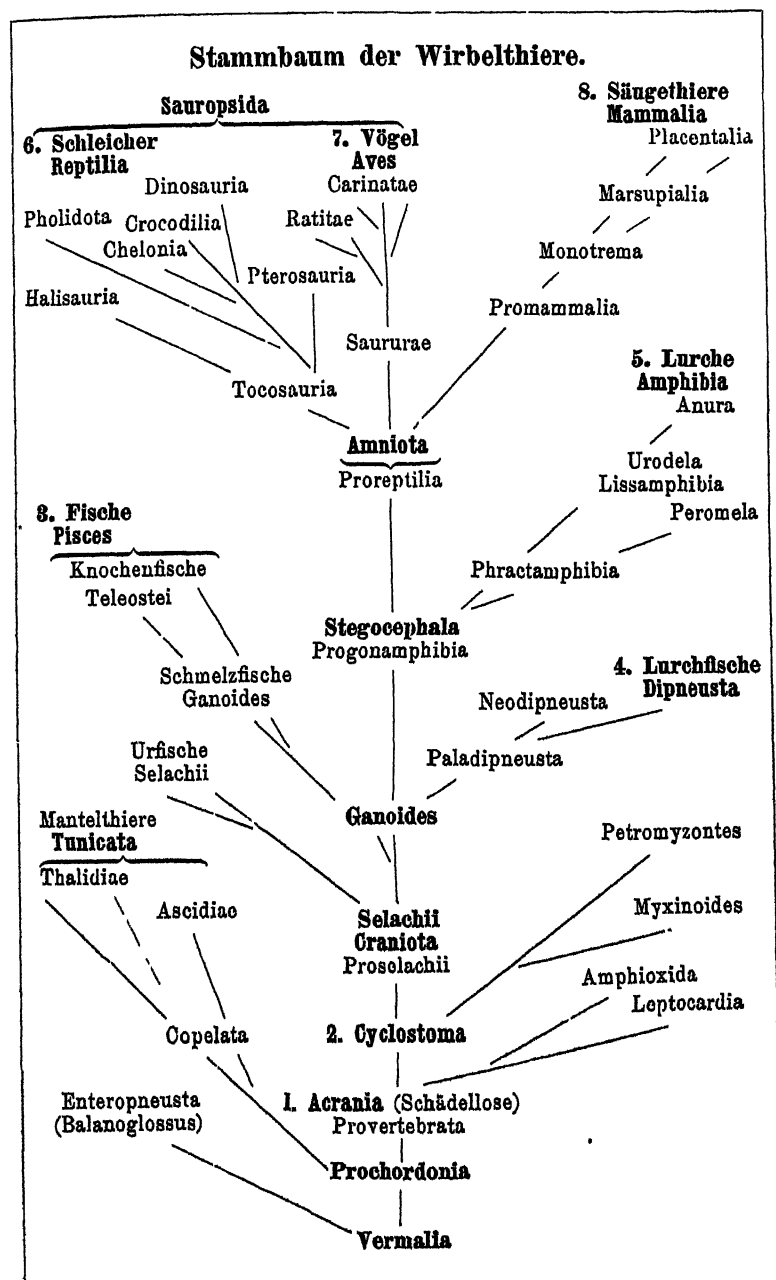 Stammbaum der Wirbelthiere.
Sauropsida
6. Schleicher
Reptilia
7. Vögel
Aves
8. Säugethiere
Mammalia
Placentalia
Dinosauria
Carinatae
Marsupialia
Pholidota
Crocodilia
Ratitae
Chelonia
Monotrema
Pterosauria
Halisauria
Promammalia
Saururae
5. Lurche
Amphibia
Anura
Tocosauria
Amniota
Proreptilia
Urodela
Lissamphibia
Peromela
3. Fische
Pisces
Knochenfische
Teleostei
Phractamphibia
Stegocephala
Progonamphibia
Schmelzfische
Ganoides
4. Lurchfische
Dipneusta
Neodipneusta
Urfische
Selachii
Paladipneusta
Ganoides
Mantelthiere
Tunicata
Thalidiae
Ascidiae
Petromyzontes
Selachii
Craniota
Proselachii
Myxinoides
Amphioxida
Leptocardia
Copelata
2. Cyclostoma
Enteropneusta
(Balanoglossus)
1. Acrania (Schädellose)
Provertebrata
Prochordonia
Vermalia